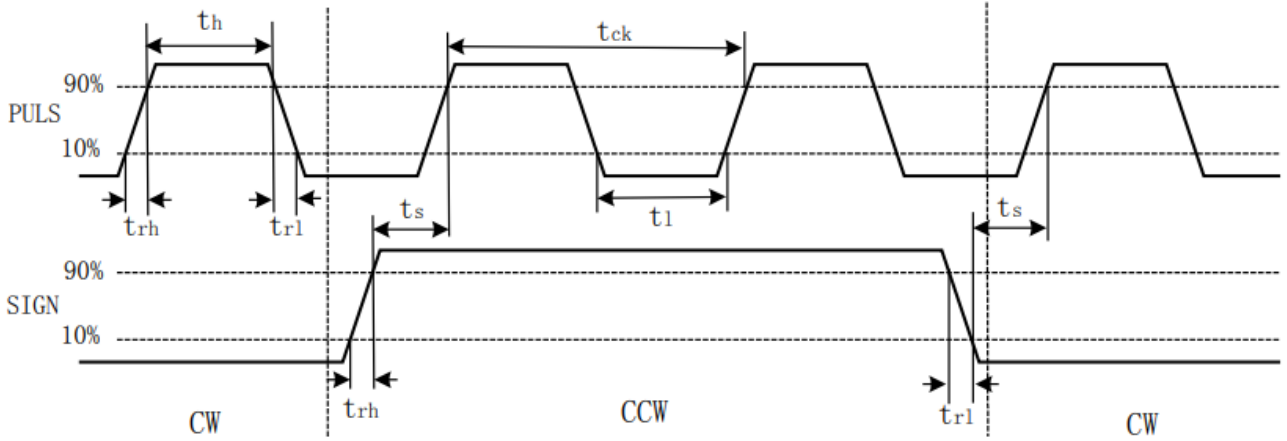 th
tck
90%
PULS
10%
trh
trl
ts
tl
ts
90%
SIGN
10%
trh
trl
CW
CCW
CW